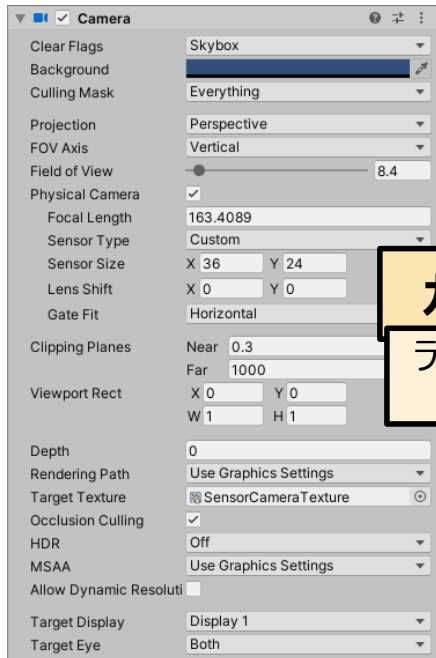 Camera
Clear Flags Skybox
Background
Culling Mask Everything
Projection Perspective
FOV Axis Vertical
Field of View 8.4
Physical Camera
Focal Length 163.4089
Sensor Type Custom
Sensor Size X 36 Y 24
Lens Shift X 0 Y 0
Gate Fit Horizontal
Clipping Planes Near 0.3
Far 1000
Viewport Rect X 0 Y 0
W 1 H 1
Depth 0
Rendering Path Use Graphics Settings
Target Texture SensorCameraTexture
Occlusion Culling
HDR Off
MSAA Use Graphics Settings
Allow Dynamic Resoluti
Target Display Display 1
Target Eye Both